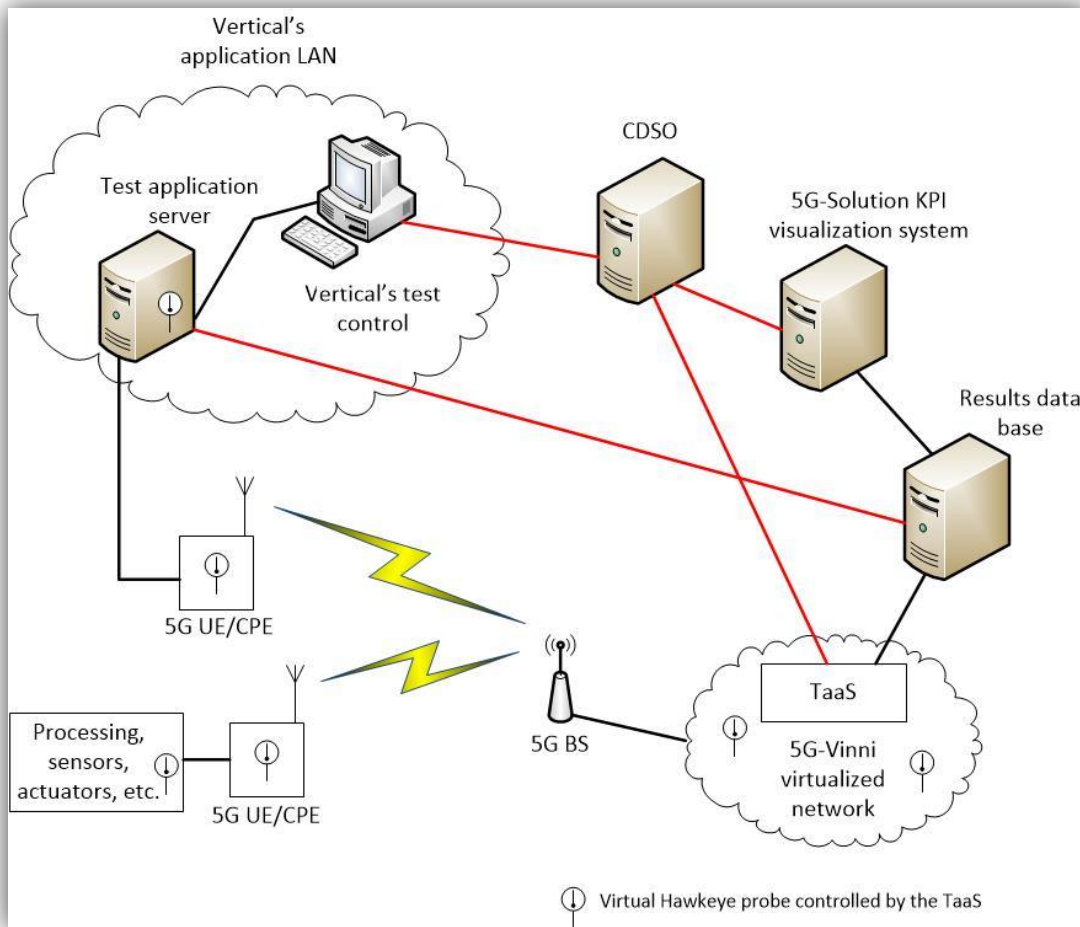 Vertical's
application LAN
CDSO
Test application
server
5G-Solution KPI
visualization system
Vertical's test
control
Results data
base
5G UE/CPE
TaaS
Processing,
sensors,
actuators, etc.
5G BS
5G-Vinni
virtualized
network
5G UE/CPE
Virtual Hawkeye probe controlled by the TaaS